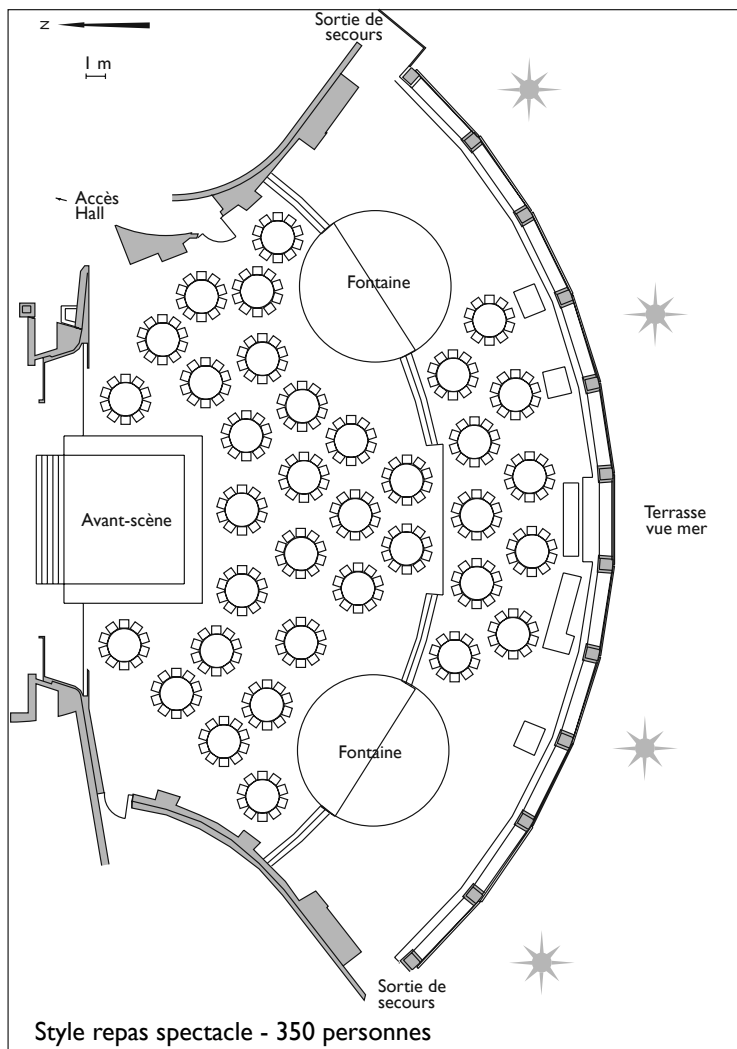 Sortie de
secours
Z
1 m
Accès
Hall
Fontaine
Avant-scène
Terrasse
vue mer
Fontaine
Sortie de
secours
Style repas spectacle - 350 personnes